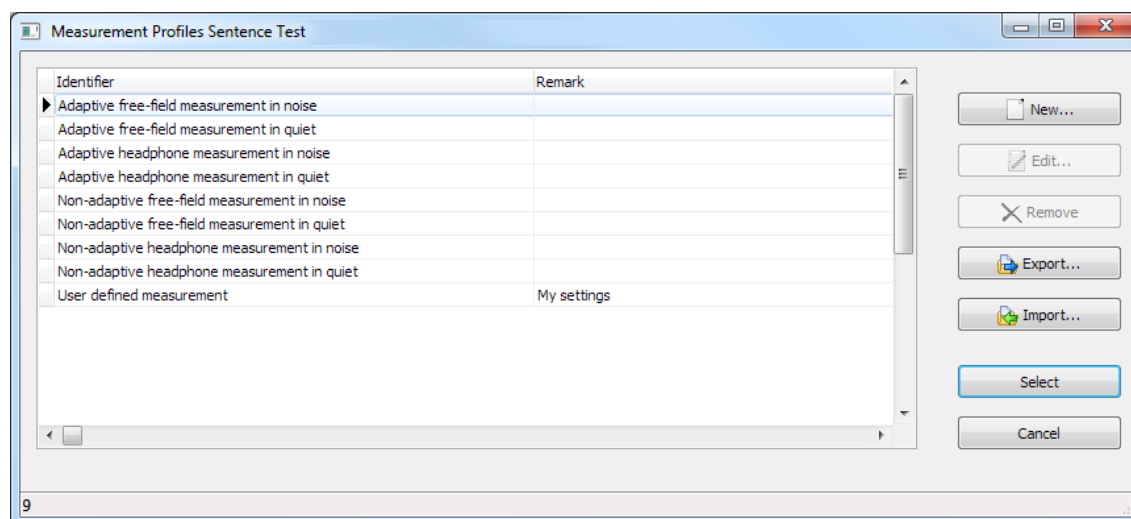 Measurement Profiles Sentence Test
Identifier Remark
Adaptive free-field measurement in noise
Adaptive free-field measurement in quiet
Adaptive headphone measurement in noise
Adaptive headphone measurement in quiet
Non-adaptive free-field measurement in noise
Non-adaptive free-field measurement in quiet
Non-adaptive headphone measurement in noise
Non-adaptive headphone measurement in quiet
User defined measurement My settings
New...
Edit...
Remove
Export...
Import...
Select
Cancel
9